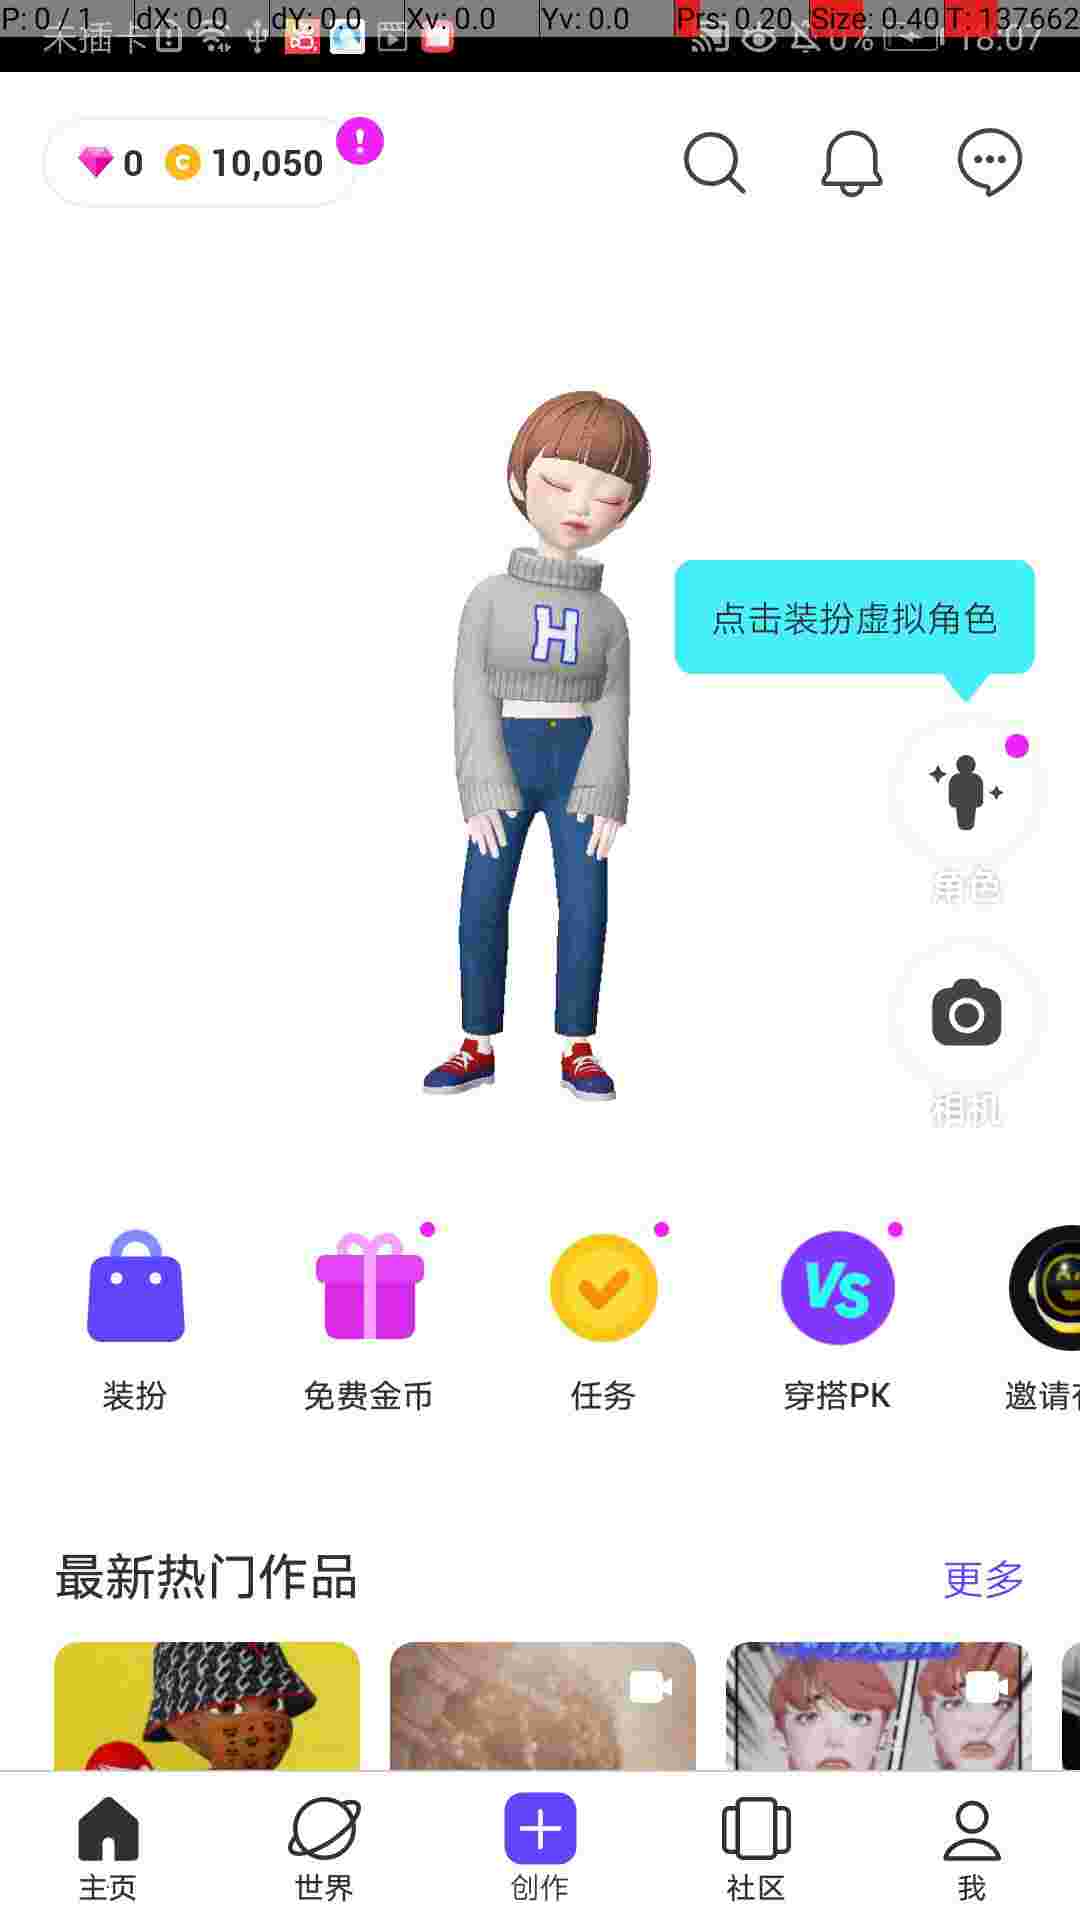 P: 0 / 1 dX: 0.0 dY: 0.0 Xv: 0.0 Yv: 0.0 Prs: 0.20 Size: 0.40 T: 137662
未插卡 0% 18:07
0 10,050
H
点击装扮虚拟角色
角色
相机
VS
装扮 免费金币 任务 穿搭PK 邀请
最新热门作品 更多
主页 世界 创作 社区 我